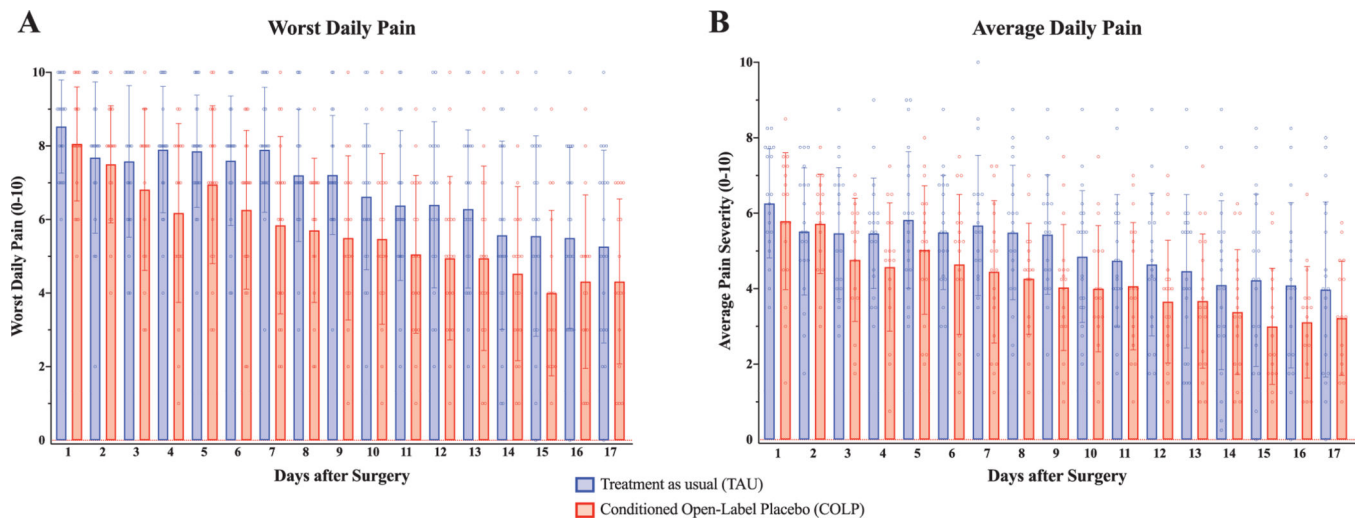 A
Worst Daily Pain
Worst Daily Pain (0-10)
10
8
6
4
2
0
1 2 3 4 5 6 7 8 9 10 11 12 13 14 15 16 17
Days after Surgery
B
Average Daily Pain
Average Pain Severity (0-10)
10
8
6
4
2
0
1 2 3 4 5 6 7 8 9 10 11 12 13 14 15 16 17
Days after Surgery
Treatment as usual (TAU)
Conditioned Open-Label Placebo (COLP)